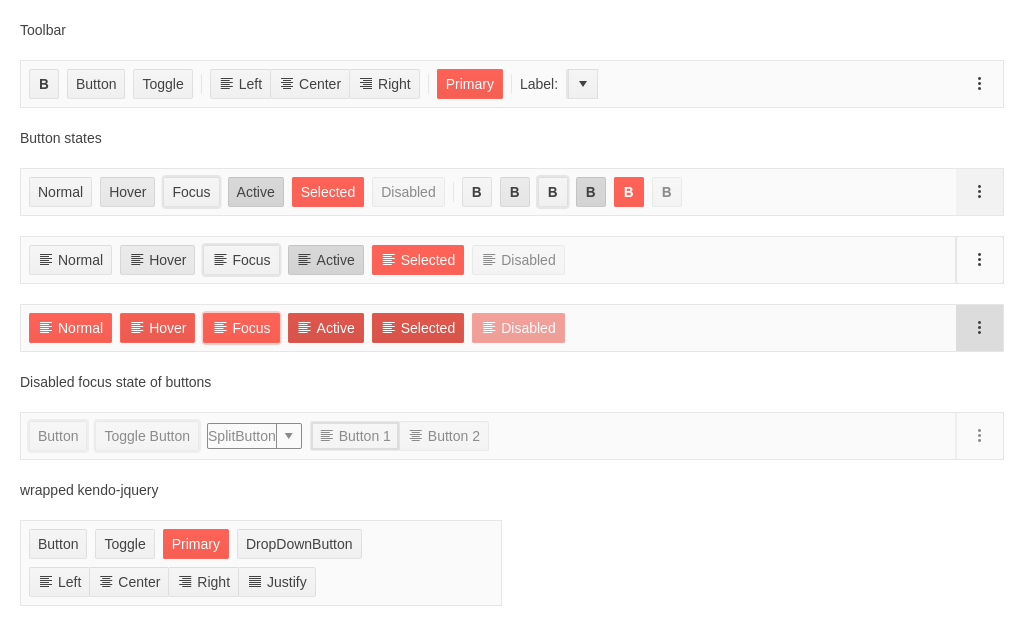 Toolbar
B Button Toggle Left Center Right Primary Label:
Button states
Normal Hover Focus Active Selected Disabled B B B B B B
Normal Hover Focus Active Selected Disabled
Normal Hover Focus Active Selected Disabled
Disabled focus state of buttons
Button Toggle Button SplitButton Button 1 Button 2
wrapped kendo-jquery
Button Toggle Primary DropDownButton
Left Center Right Justify